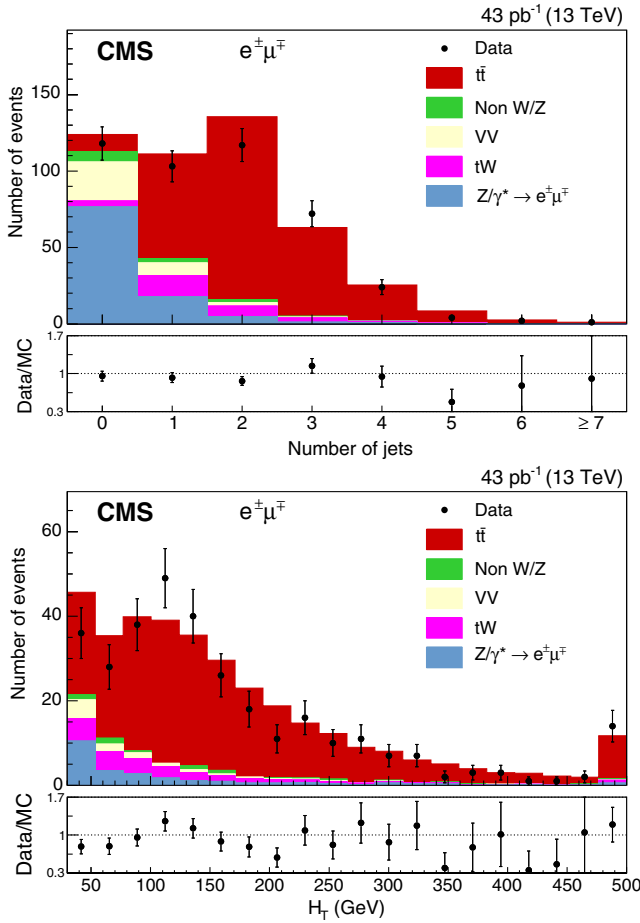 43 pb⁻¹ (13 TeV)
CMS e±μ∓
Data
tt̄
Non W/Z
VV
tW
Z/γ* → e±μ∓
Number of events
150
100
50
0
Data/MC
1.7
1
0.3
0 1 2 3 4 5 6 ≥ 7
Number of jets
43 pb⁻¹ (13 TeV)
CMS e±μ∓
Data
tt̄
Non W/Z
VV
tW
Z/γ* → e±μ∓
Number of events
60
40
20
0
Data/MC
1.7
1
0.3
50 100 150 200 250 300 350 400 450 500
H_T (GeV)